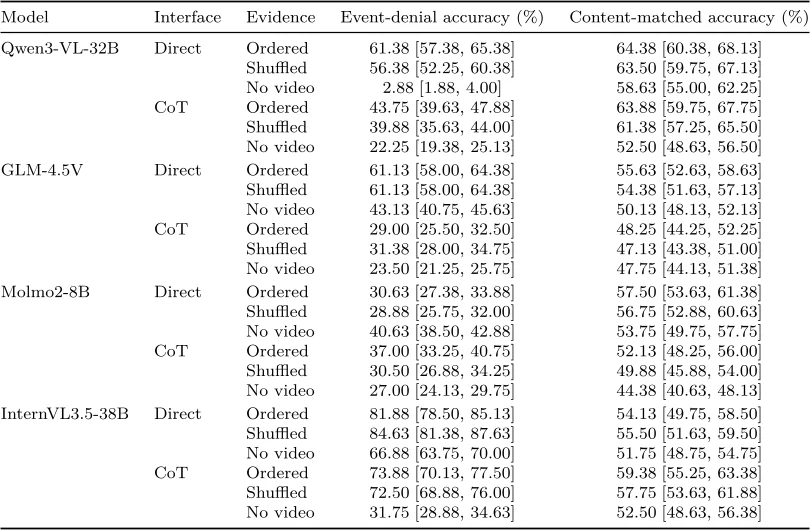 Model Interface Evidence Event-denial accuracy (%) Content-matched accuracy (%)
Qwen3-VL-32B Direct Ordered 61.38 [57.38, 65.38] 64.38 [60.38, 68.13]
Shuffled 56.38 [52.25, 60.38] 63.50 [59.75, 67.13]
No video 2.88 [1.88, 4.00] 58.63 [55.00, 62.25]
CoT Ordered 43.75 [39.63, 47.88] 63.88 [59.75, 67.75]
Shuffled 39.88 [35.63, 44.00] 61.38 [57.25, 65.50]
No video 22.25 [19.38, 25.13] 52.50 [48.63, 56.50]
GLM-4.5V Direct Ordered 61.13 [58.00, 64.38] 55.63 [52.63, 58.63]
Shuffled 61.13 [58.00, 64.38] 54.38 [51.63, 57.13]
No video 43.13 [40.75, 45.63] 50.13 [48.13, 52.13]
CoT Ordered 29.00 [25.50, 32.50] 48.25 [44.25, 52.25]
Shuffled 31.38 [28.00, 34.75] 47.13 [43.38, 51.00]
No video 23.50 [21.25, 25.75] 47.75 [44.13, 51.38]
Molmo2-8B Direct Ordered 30.63 [27.38, 33.88] 57.50 [53.63, 61.38]
Shuffled 28.88 [25.75, 32.00] 56.75 [52.88, 60.63]
No video 40.63 [38.50, 42.88] 53.75 [49.75, 57.75]
CoT Ordered 37.00 [33.25, 40.75] 52.13 [48.25, 56.00]
Shuffled 30.50 [26.88, 34.25] 49.88 [45.88, 54.00]
No video 27.00 [24.13, 29.75] 44.38 [40.63, 48.13]
InternVL3.5-38B Direct Ordered 81.88 [78.50, 85.13] 54.13 [49.75, 58.50]
Shuffled 84.63 [81.38, 87.63] 55.50 [51.63, 59.50]
No video 66.88 [63.75, 70.00] 51.75 [48.75, 54.75]
CoT Ordered 73.88 [70.13, 77.50] 59.38 [55.25, 63.38]
Shuffled 72.50 [68.88, 76.00] 57.75 [53.63, 61.88]
No video 31.75 [28.88, 34.63] 52.50 [48.63, 56.38]